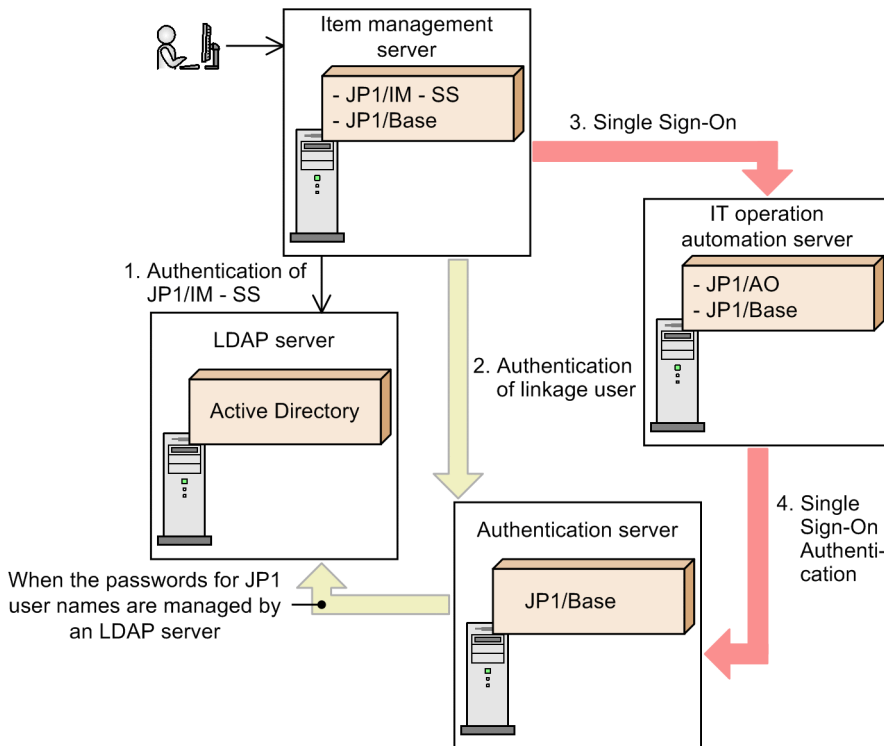 Item management
server
- JP1/IM - SS
- JP1/Base
3. Single Sign-On
IT operation
automation server
- JP1/AO
- JP1/Base
1. Authentication of
JP1/IM - SS
LDAP server
Active Directory
2. Authentication
of linkage user
4. Single
Sign-On
Authenti-
cation
Authentication server
JP1/Base
When the passwords for JP1
user names are managed by
an LDAP server